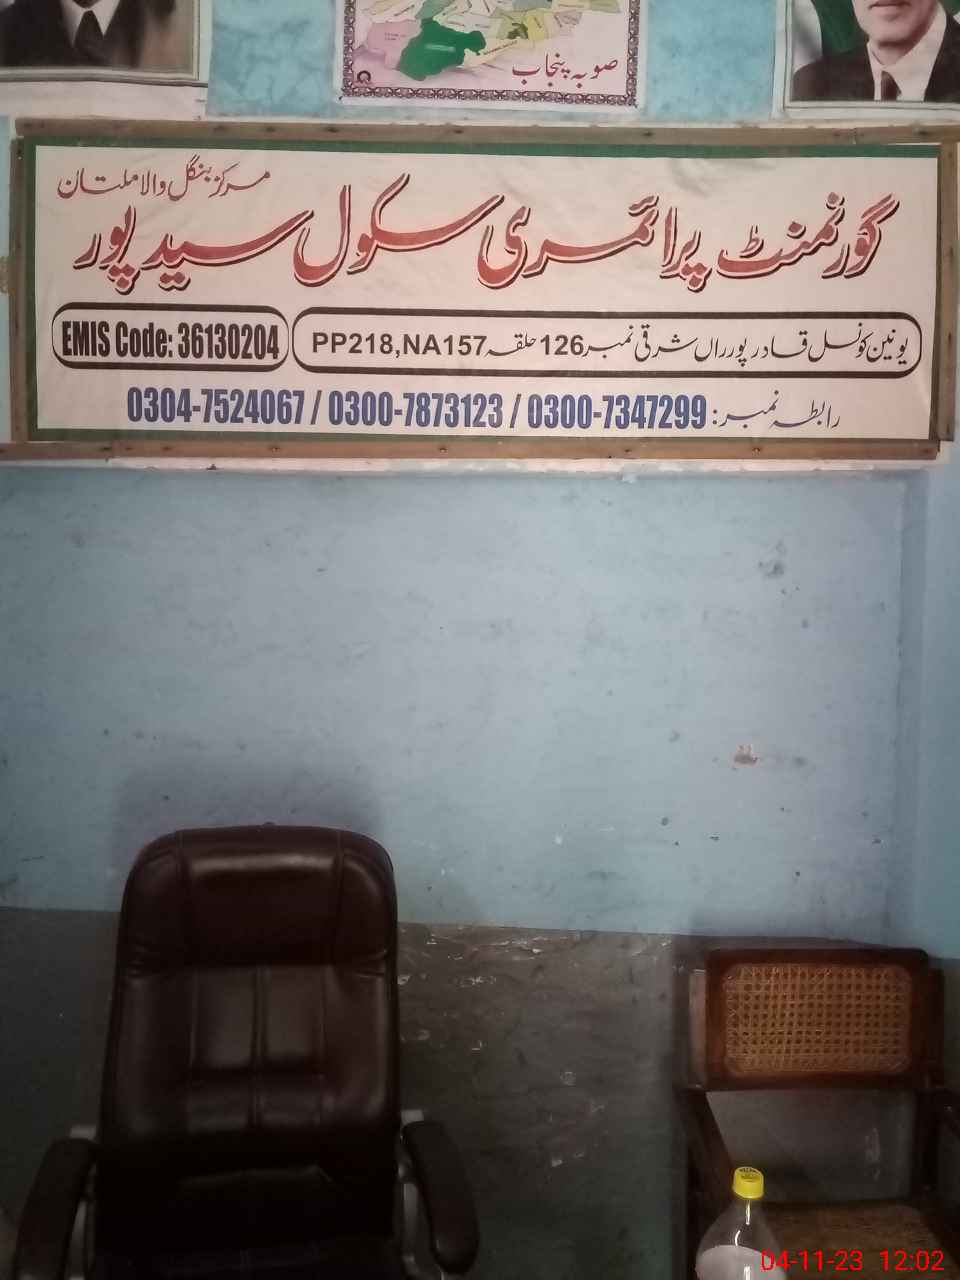 صوبہ پنجاب
مرکز بنگل والا ملتان
گورنمنٹ پرائمری سکول سید پور
یونین کونسل قادر پورراں شرقی نمبر 126 حلقہ PP218,NA157
EMIS Code: 36130204
رابطہ نمبر: 0300-7347299 / 0300-7873123 / 0304-7524067
04-11-23 12:02